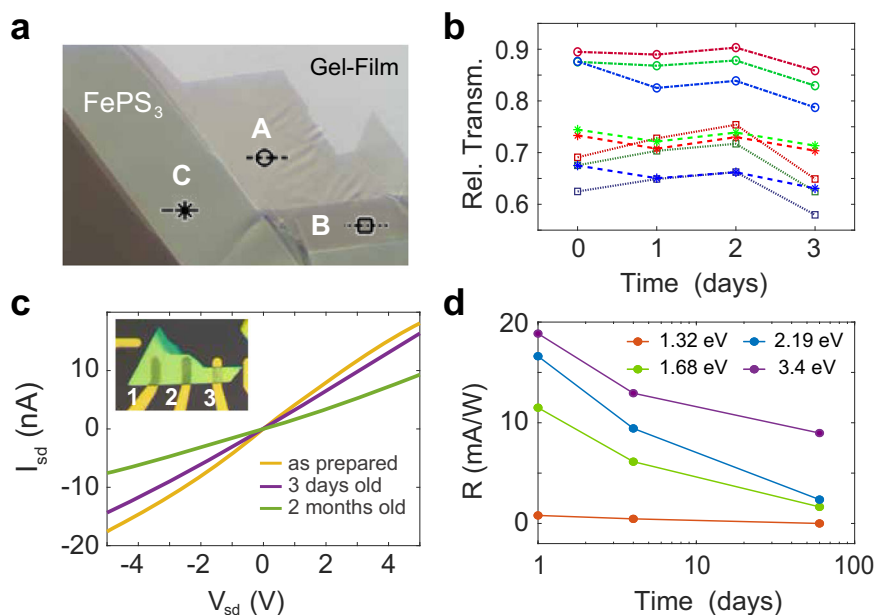 a
Gel-Film
FePS3
A
C
B
b
Rel. Transm.
0.9
0.8
0.7
0.6
0
1
2
3
Time (days)
c
Isd (nA)
10
0
-10
-20
1 2 3
as prepared
3 days old
2 months old
-4
-2
0
2
4
Vsd (V)
d
R (mA/W)
20
10
0
1.32 eV
2.19 eV
1.68 eV
3.4 eV
1
10
100
Time (days)